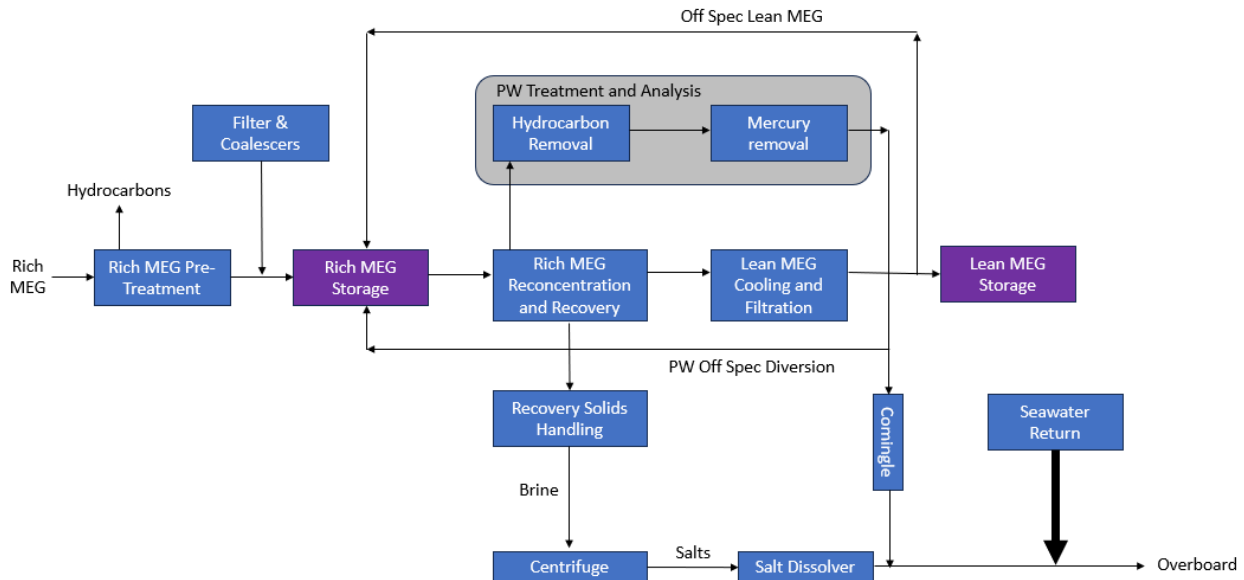 Off Spec Lean MEG
PW Treatment and Analysis
Filter &
Coalescers
Hydrocarbon
Removal
Mercury
removal
Hydrocarbons
Rich
MEG
Rich MEG Pre-
Treatment
Rich MEG
Storage
Rich MEG
Reconcentration
and Recovery
Lean MEG
Cooling and
Filtration
Lean MEG
Storage
PW Off Spec Diversion
Recovery Solids
Handling
Comingle
Seawater
Return
Brine
Centrifuge
Salts
Salt Dissolver
Overboard